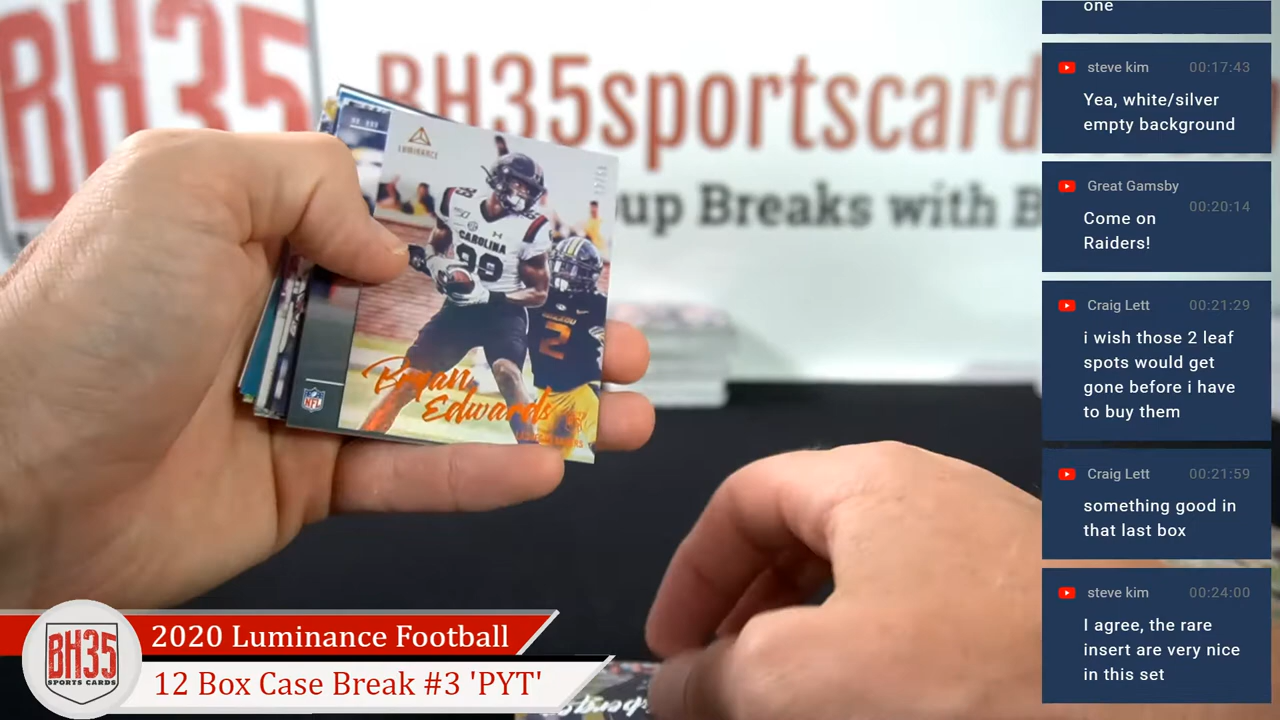 BH35
BH35sportscard
up Breaks with B
LUMINANCE
CAROLINA
89
2
Bryan
Edwards
NFL
BH35
SPORTS CARDS
2020 Luminance Football
12 Box Case Break #3 'PYT'
one
steve kim 00:17:43
Yea, white/silver
empty background
Great Gamsby 00:20:14
Come on
Raiders!
Craig Lett 00:21:29
i wish those 2 leaf
spots would get
gone before i have
to buy them
Craig Lett 00:21:59
something good in
that last box
steve kim 00:24:00
I agree, the rare
insert are very nice
in this set